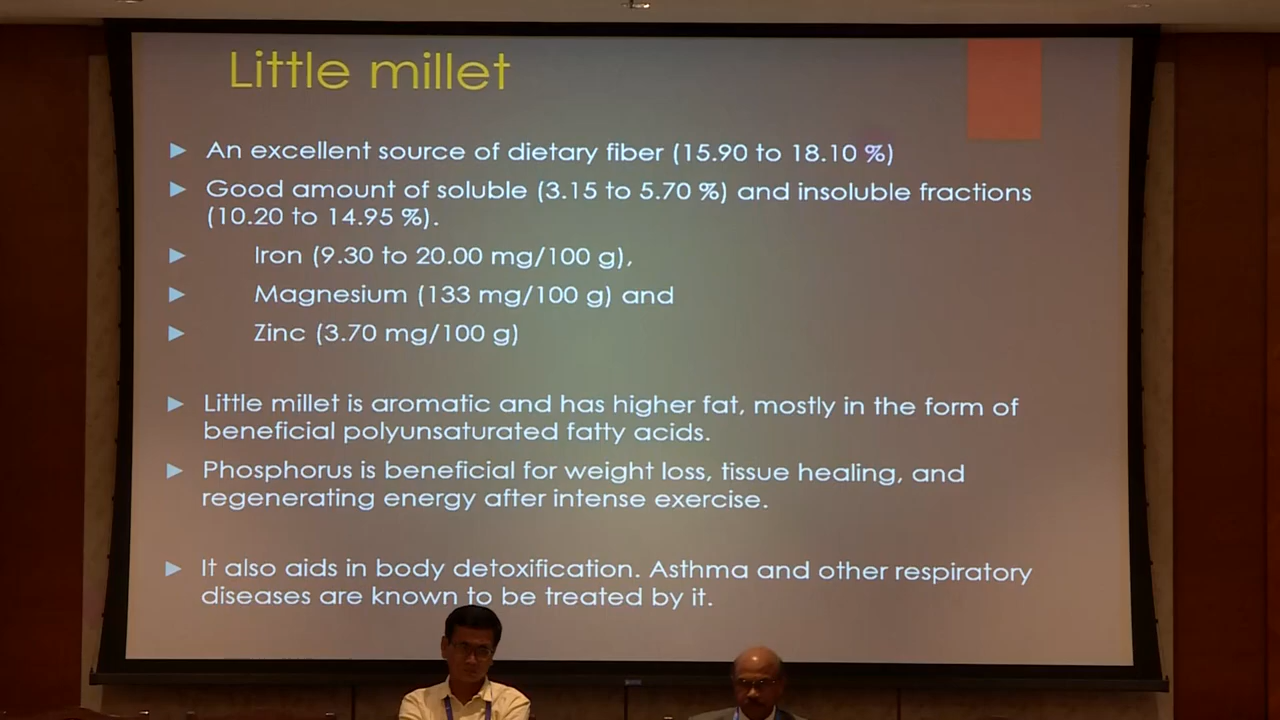 Little millet
An excellent source of dietary fiber (15.90 to 18.10 %)
Good amount of soluble (3.15 to 5.70 %) and insoluble fractions
(10.20 to 14.95 %).
Iron (9.30 to 20.00 mg/100 g),
Magnesium (133 mg/100 g) and
Zinc (3.70 mg/100 g)
Little millet is aromatic and has higher fat, mostly in the form of
beneficial polyunsaturated fatty acids.
Phosphorus is beneficial for weight loss, tissue healing, and
regenerating energy after intense exercise.
It also aids in body detoxification. Asthma and other respiratory
diseases are known to be treated by it.